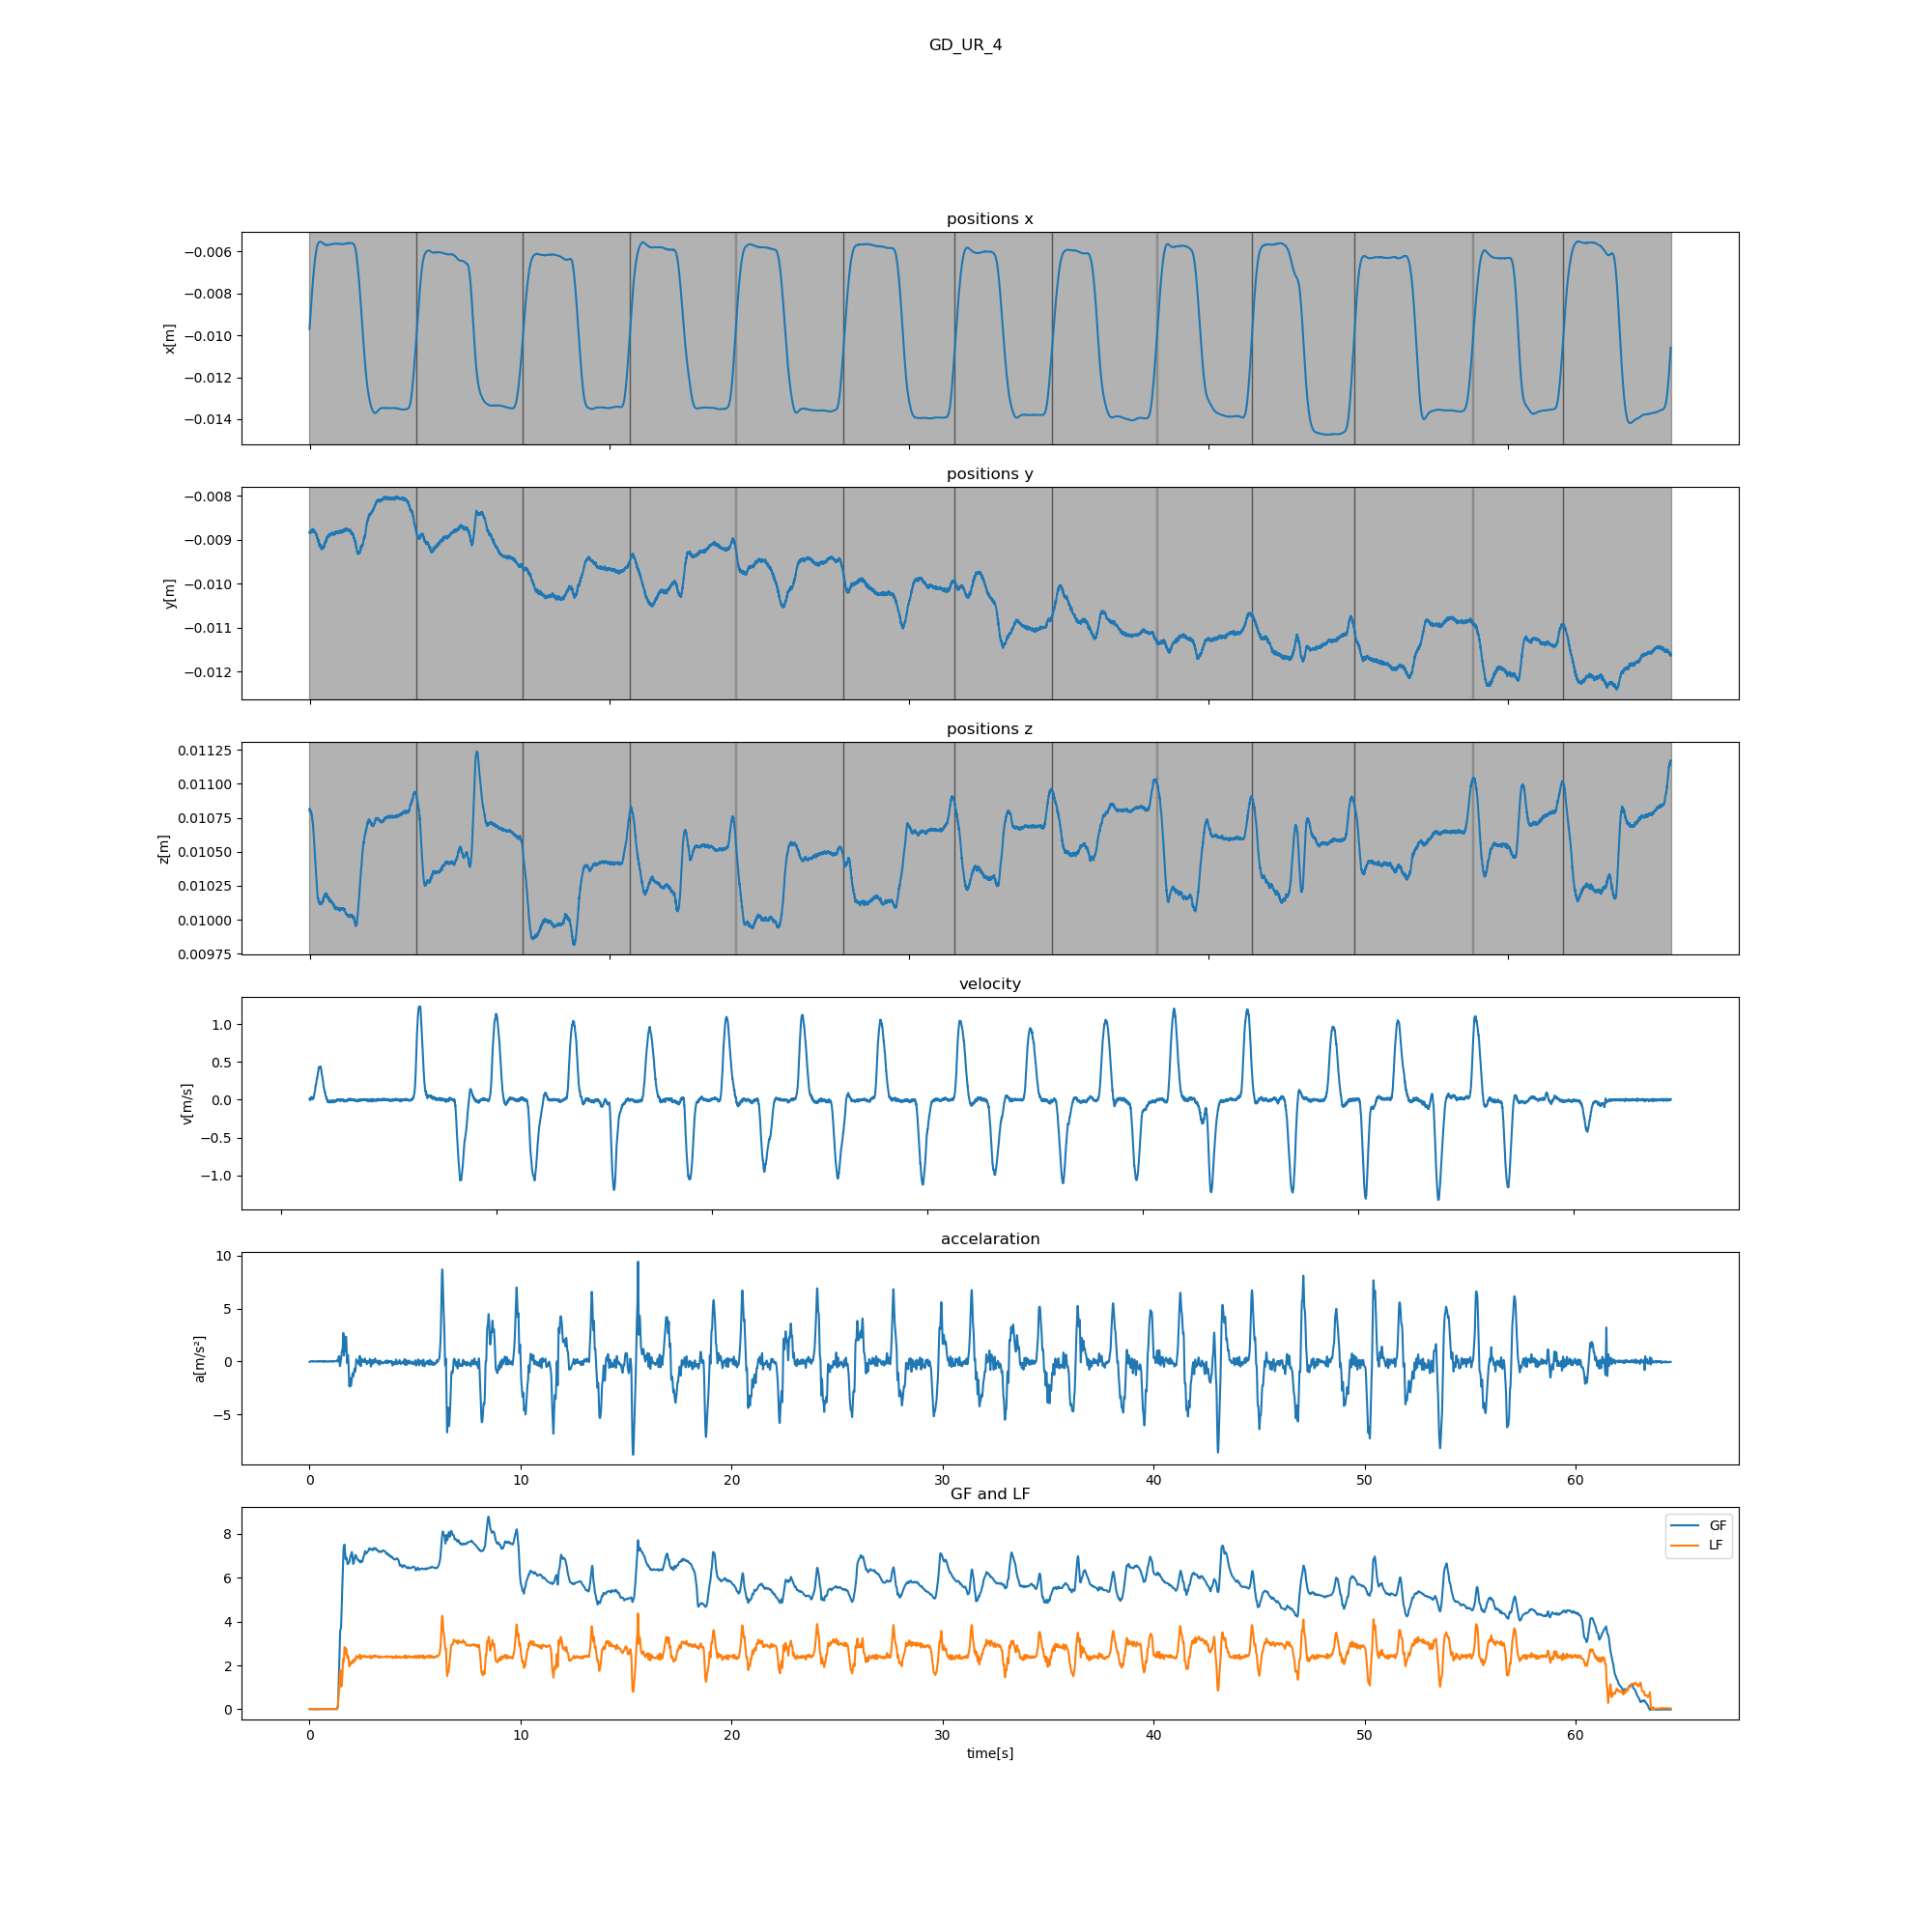 GD_UR_4
positions x
x[m]
−0.006
−0.008
−0.010
−0.012
−0.014
positions y
y[m]
−0.008
−0.009
−0.010
−0.011
−0.012
positions z
z[m]
0.01125
0.01100
0.01075
0.01050
0.01025
0.01000
0.00975
velocity
v[m/s]
1.0
0.5
0.0
−0.5
−1.0
accelaration
a[m/s²]
10
5
0
−5
0 10 20 30 40 50 60
GF and LF
8
6
4
2
0
GF
LF
0 10 20 30 40 50 60
time[s]